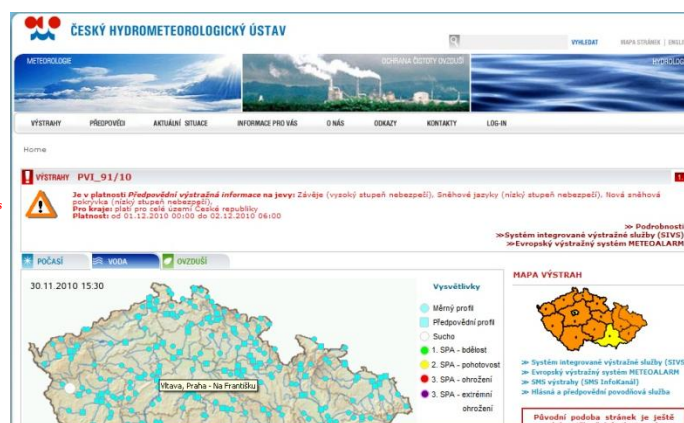 ČESKÝ HYDROMETEOROLOGICKÝ ÚSTAV
VYHLEDAT
MAPA STRÁNEK | ENGLI
METEOROLOGIE
OCHRANA ČISTOTY OVZDUŠÍ
HYDROLOG
VÝSTRAHY PŘEDPOVĚDI AKTUÁLNÍ SITUACE INFORMACE PRO VÁS O NÁS ODKAZY KONTAKTY LOG-IN
Home
VÝSTRAHY PVI_91/10
Je v platnosti Předpovědní výstražná informace na jevy: Závěje (vysoký stupeň nebezpečí), Sněhové jazyky (nízký stupeň nebezpečí), Nová sněhová
pokrývka (nízký stupeň nebezpečí),
Pro kraje: platí pro celé území České republiky
Platnost: od 01.12.2010 00:00 do 02.12.2010 06:00
>> Podrobnosti
>>Systém integrované výstražné služby (SIVS)
>>Evropský výstražný systém METEOALARM
POČASÍ VODA OVZDUŠÍ
30.11.2010 15:30
Vltava, Praha - Na Františku
Vysvětlivky
Měrný profil
Předpovědní profil
Sucho
1. SPA - bdělost
2. SPA - pohotovost
3. SPA - ohrožení
3. SPA - extrémní
ohrožení
MAPA VÝSTRAH
>> Systém integrované výstražné služby (SIVS
>> Evropský výstražný systém METEOALARM
>> SMS výstrahy (SMS InfoKanál)
>> Hlásná a předpovědní povodňová služba
Původní podoba stránek je ještě